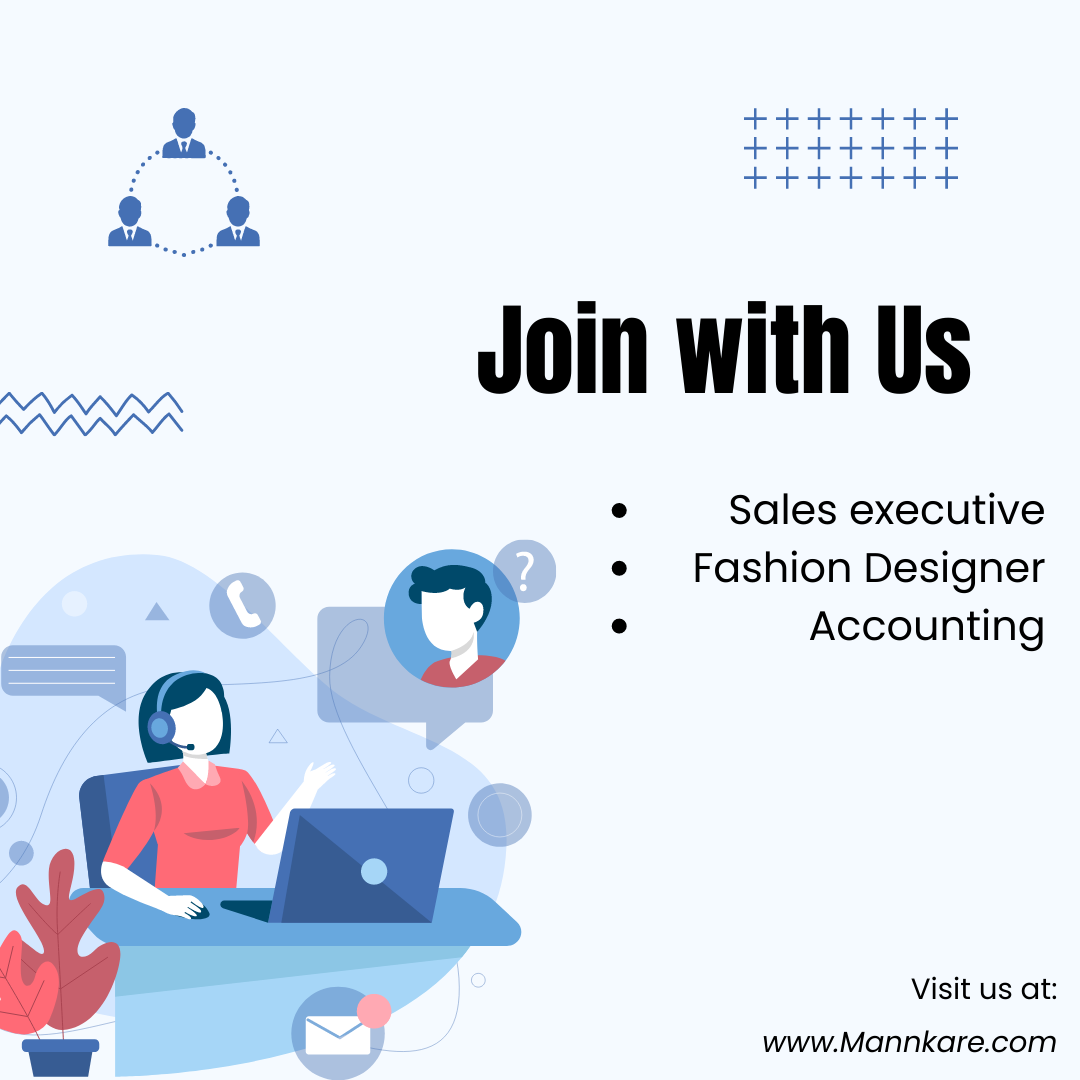 Join with Us
Sales executive
Fashion Designer
Accounting
?
Visit us at:
www.Mannkare.com